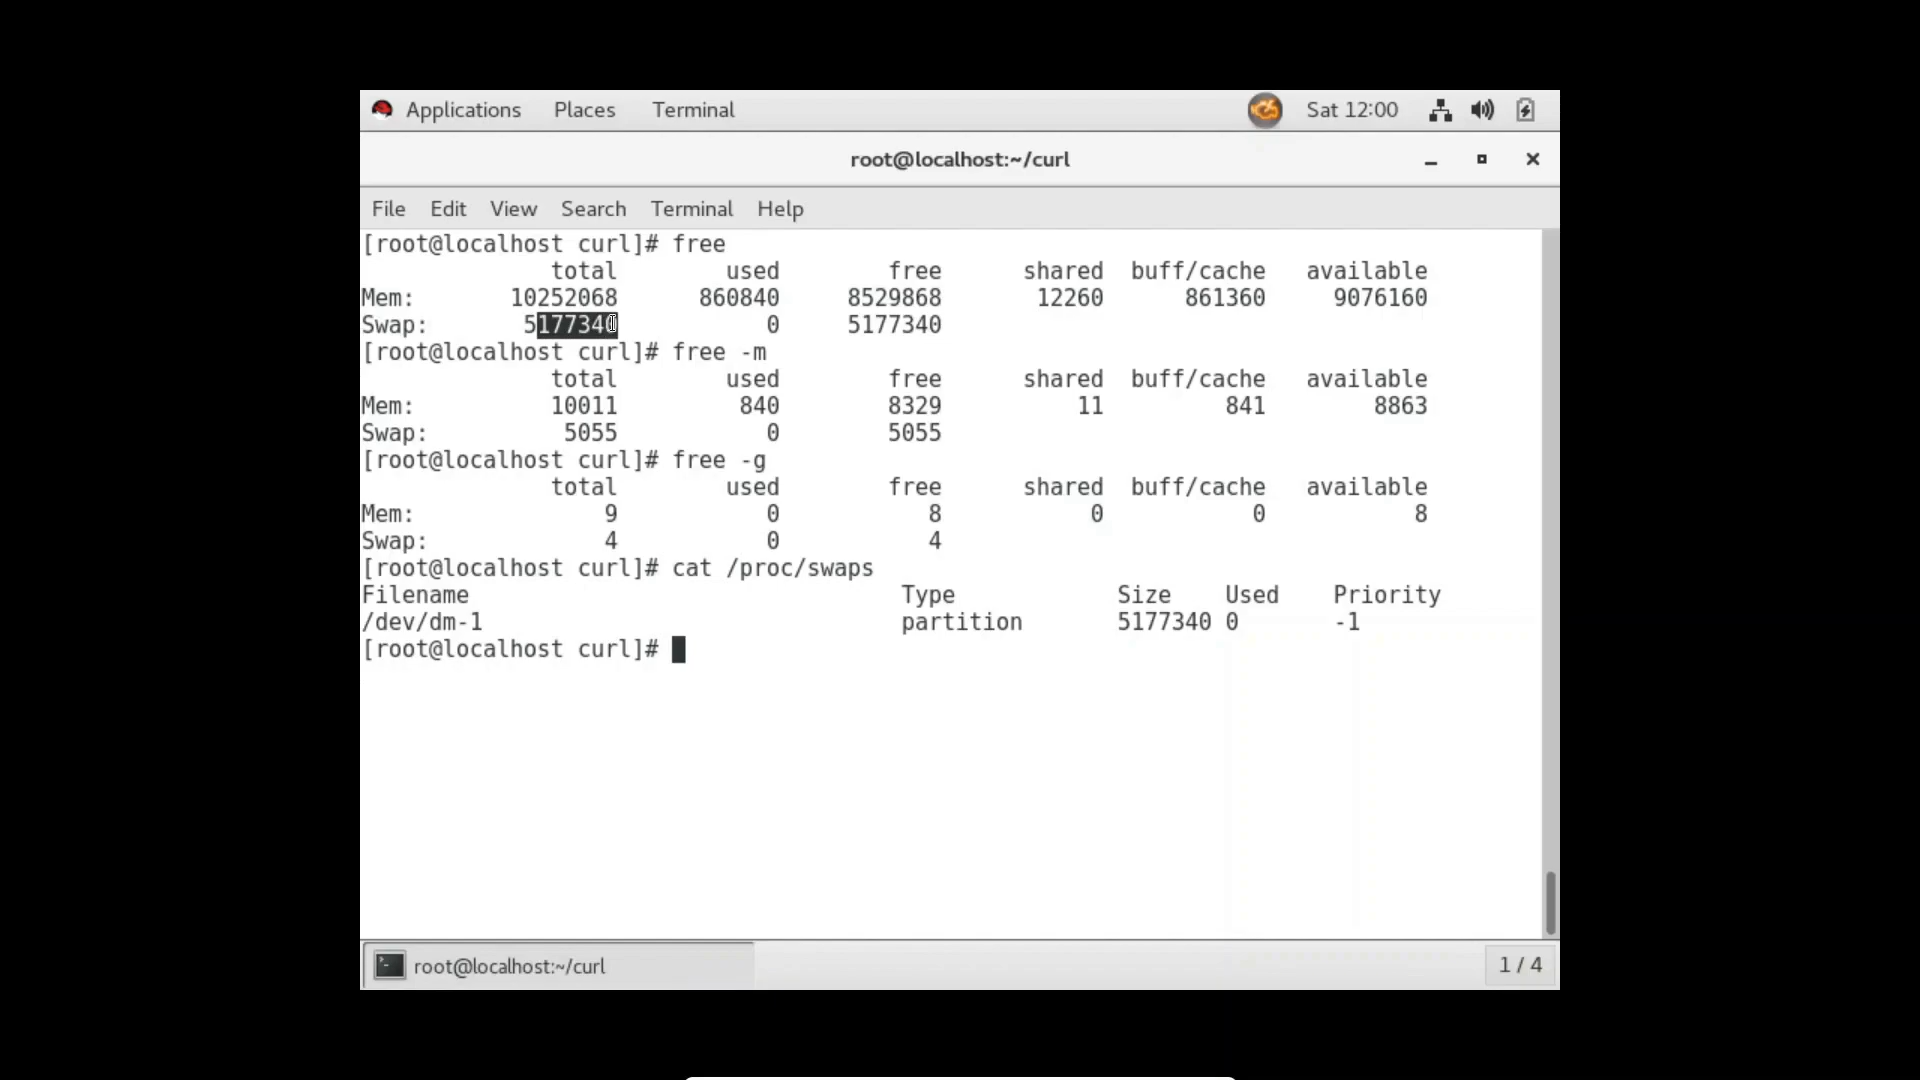 Applications Places Terminal Sat 12:00
root@localhost:~/curl
File Edit View Search Terminal Help
[root@localhost curl]# free
total used free shared buff/cache available
Mem: 10252068 860840 8529868 12260 861360 9076160
Swap: 5177340 0 5177340
[root@localhost curl]# free -m
total used free shared buff/cache available
Mem: 10011 840 8329 11 841 8863
Swap: 5055 0 5055
[root@localhost curl]# free -g
total used free shared buff/cache available
Mem: 9 0 8 0 0 8
Swap: 4 0 4
[root@localhost curl]# cat /proc/swaps
Filename Type Size Used Priority
/dev/dm-1 partition 5177340 0 -1
[root@localhost curl]#
root@localhost:~/curl 1 / 4